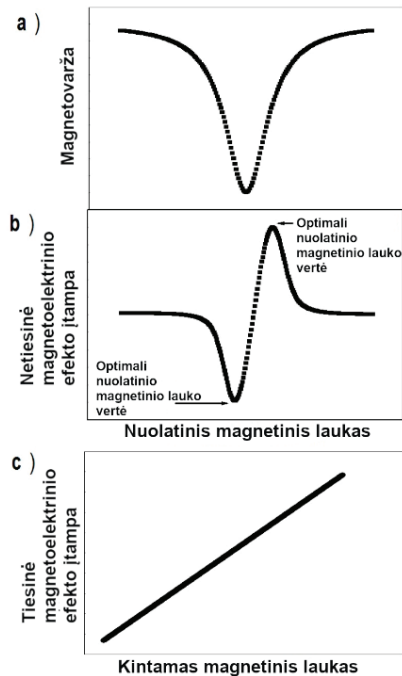 a )
Magnetovarža
b )
Netiesinė
magnetoelektrinio
efekto įtampa
Optimali
nuolatinio
magnetinio lauko
vertė
Optimali
nuolatinio
magnetinio lauko
vertė
Nuolatinis magnetinis laukas
c )
Tiesinė
magnetoelektrinio
efekto įtampa
Kintamas magnetinis laukas